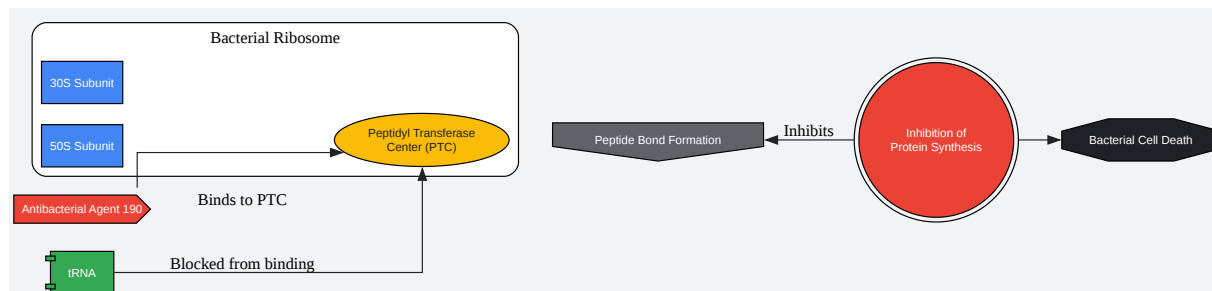 Bacterial Ribosome
30S Subunit
50S Subunit
Peptidyl Transferase
Center (PTC)
Antibacterial Agent 190
Binds to PTC
tRNA
Blocked from binding
Peptide Bond Formation
Inhibits
Inhibition of
Protein Synthesis
Bacterial Cell Death